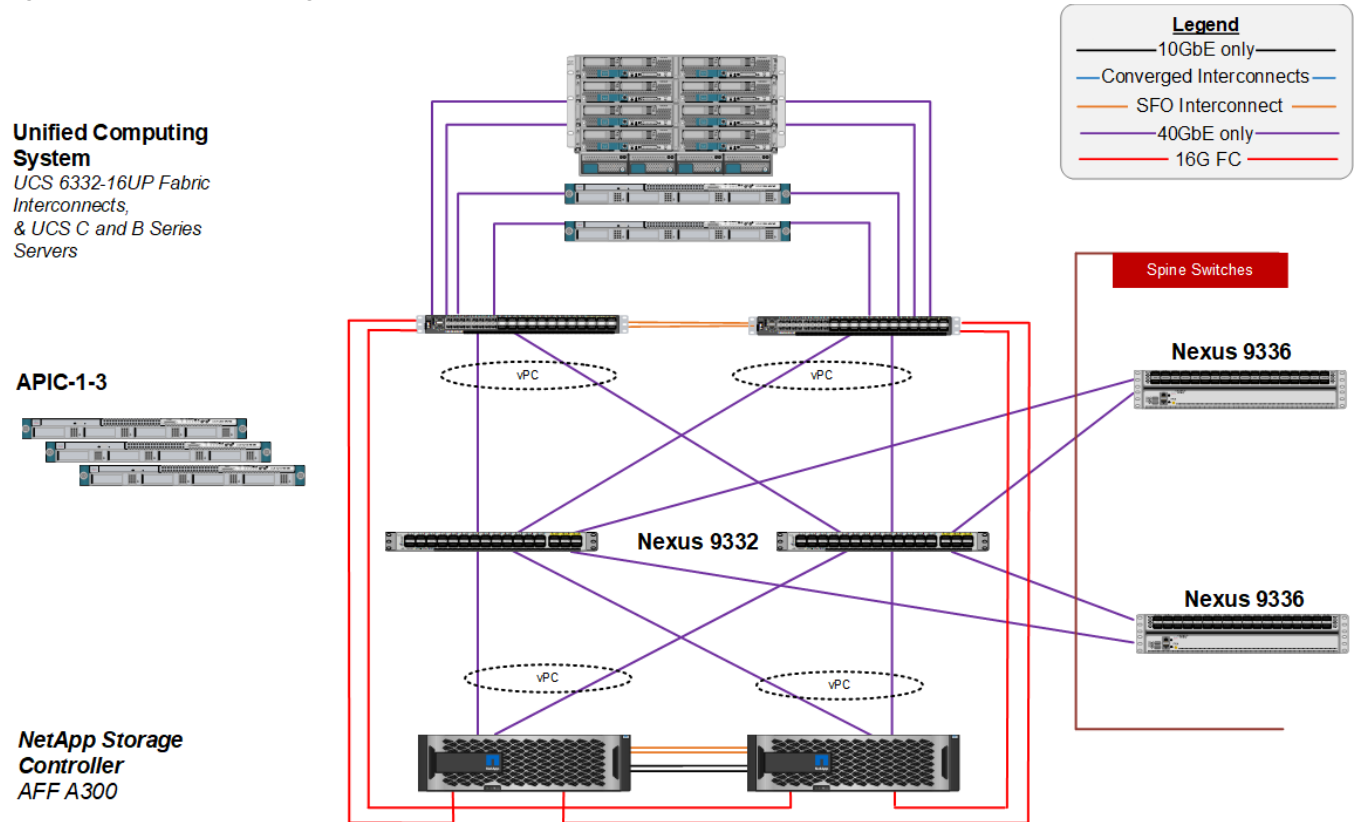 Legend
10GbE only
Converged Interconnects
SFO Interconnect
40GbE only
16G FC
Unified Computing
System
UCS 6332-16UP Fabric
Interconnects,
& UCS C and B Series
Servers
Spine Switches
vPC
vPC
Nexus 9336
APIC-1-3
Nexus 9332
Nexus 9336
vPC
vPC
NetApp Storage
Controller
AFF A300